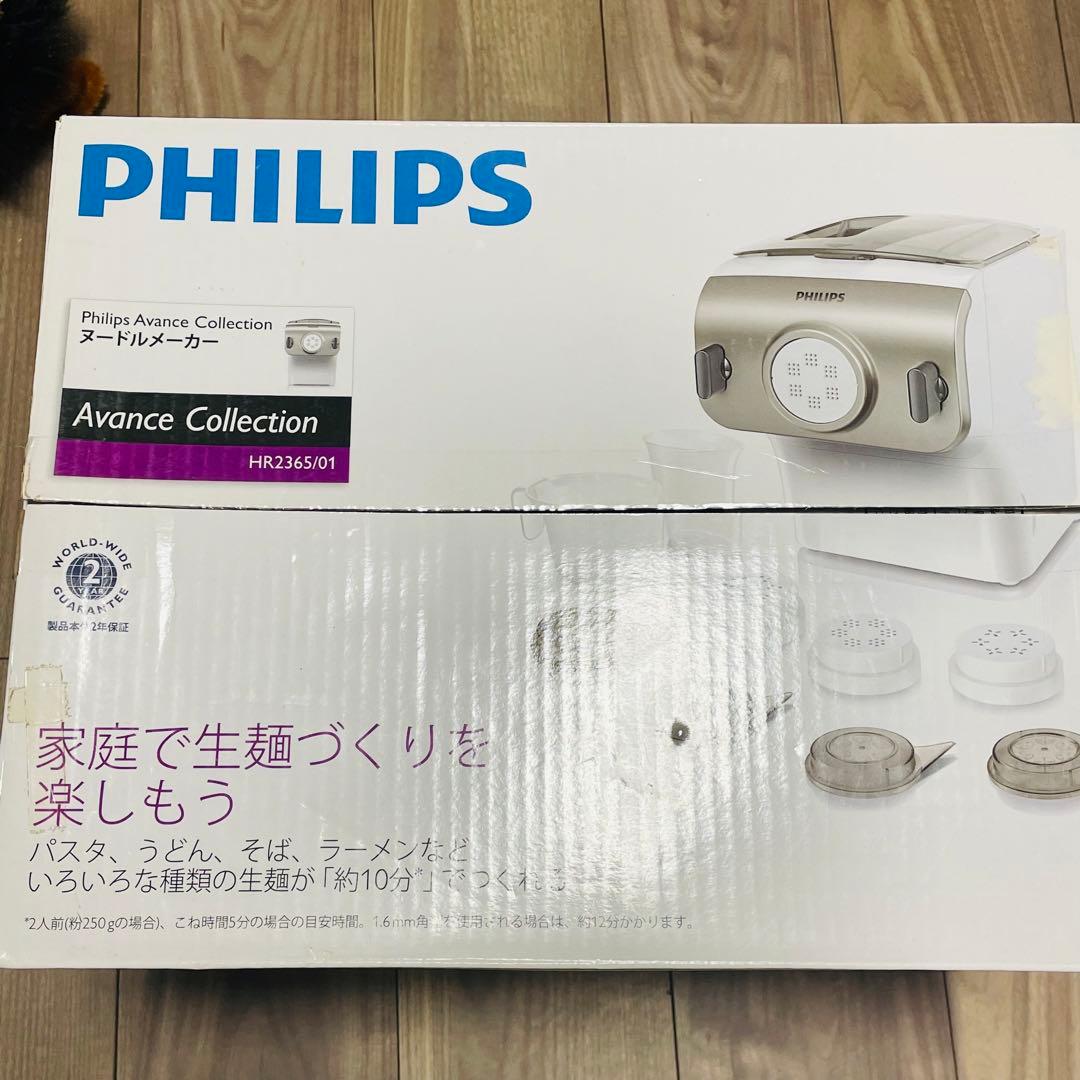 PHILIPS
PHILIPS
Philips Avance Collection
ヌードルメーカー
Avance Collection
HR2365/01
WORLD-WIDE
2
YEAR
GUARANTEE
製品本体2年保証
家庭で生麺づくりを
楽しもう
パスタ、うどん、そば、ラーメンなど
いろいろな種類の生麺が「約10分*」でつくれる
*2人前(粉250gの場合)、こね時間5分の場合の目安時間。1.6mm角 を使用される場合は、約12分かかります。